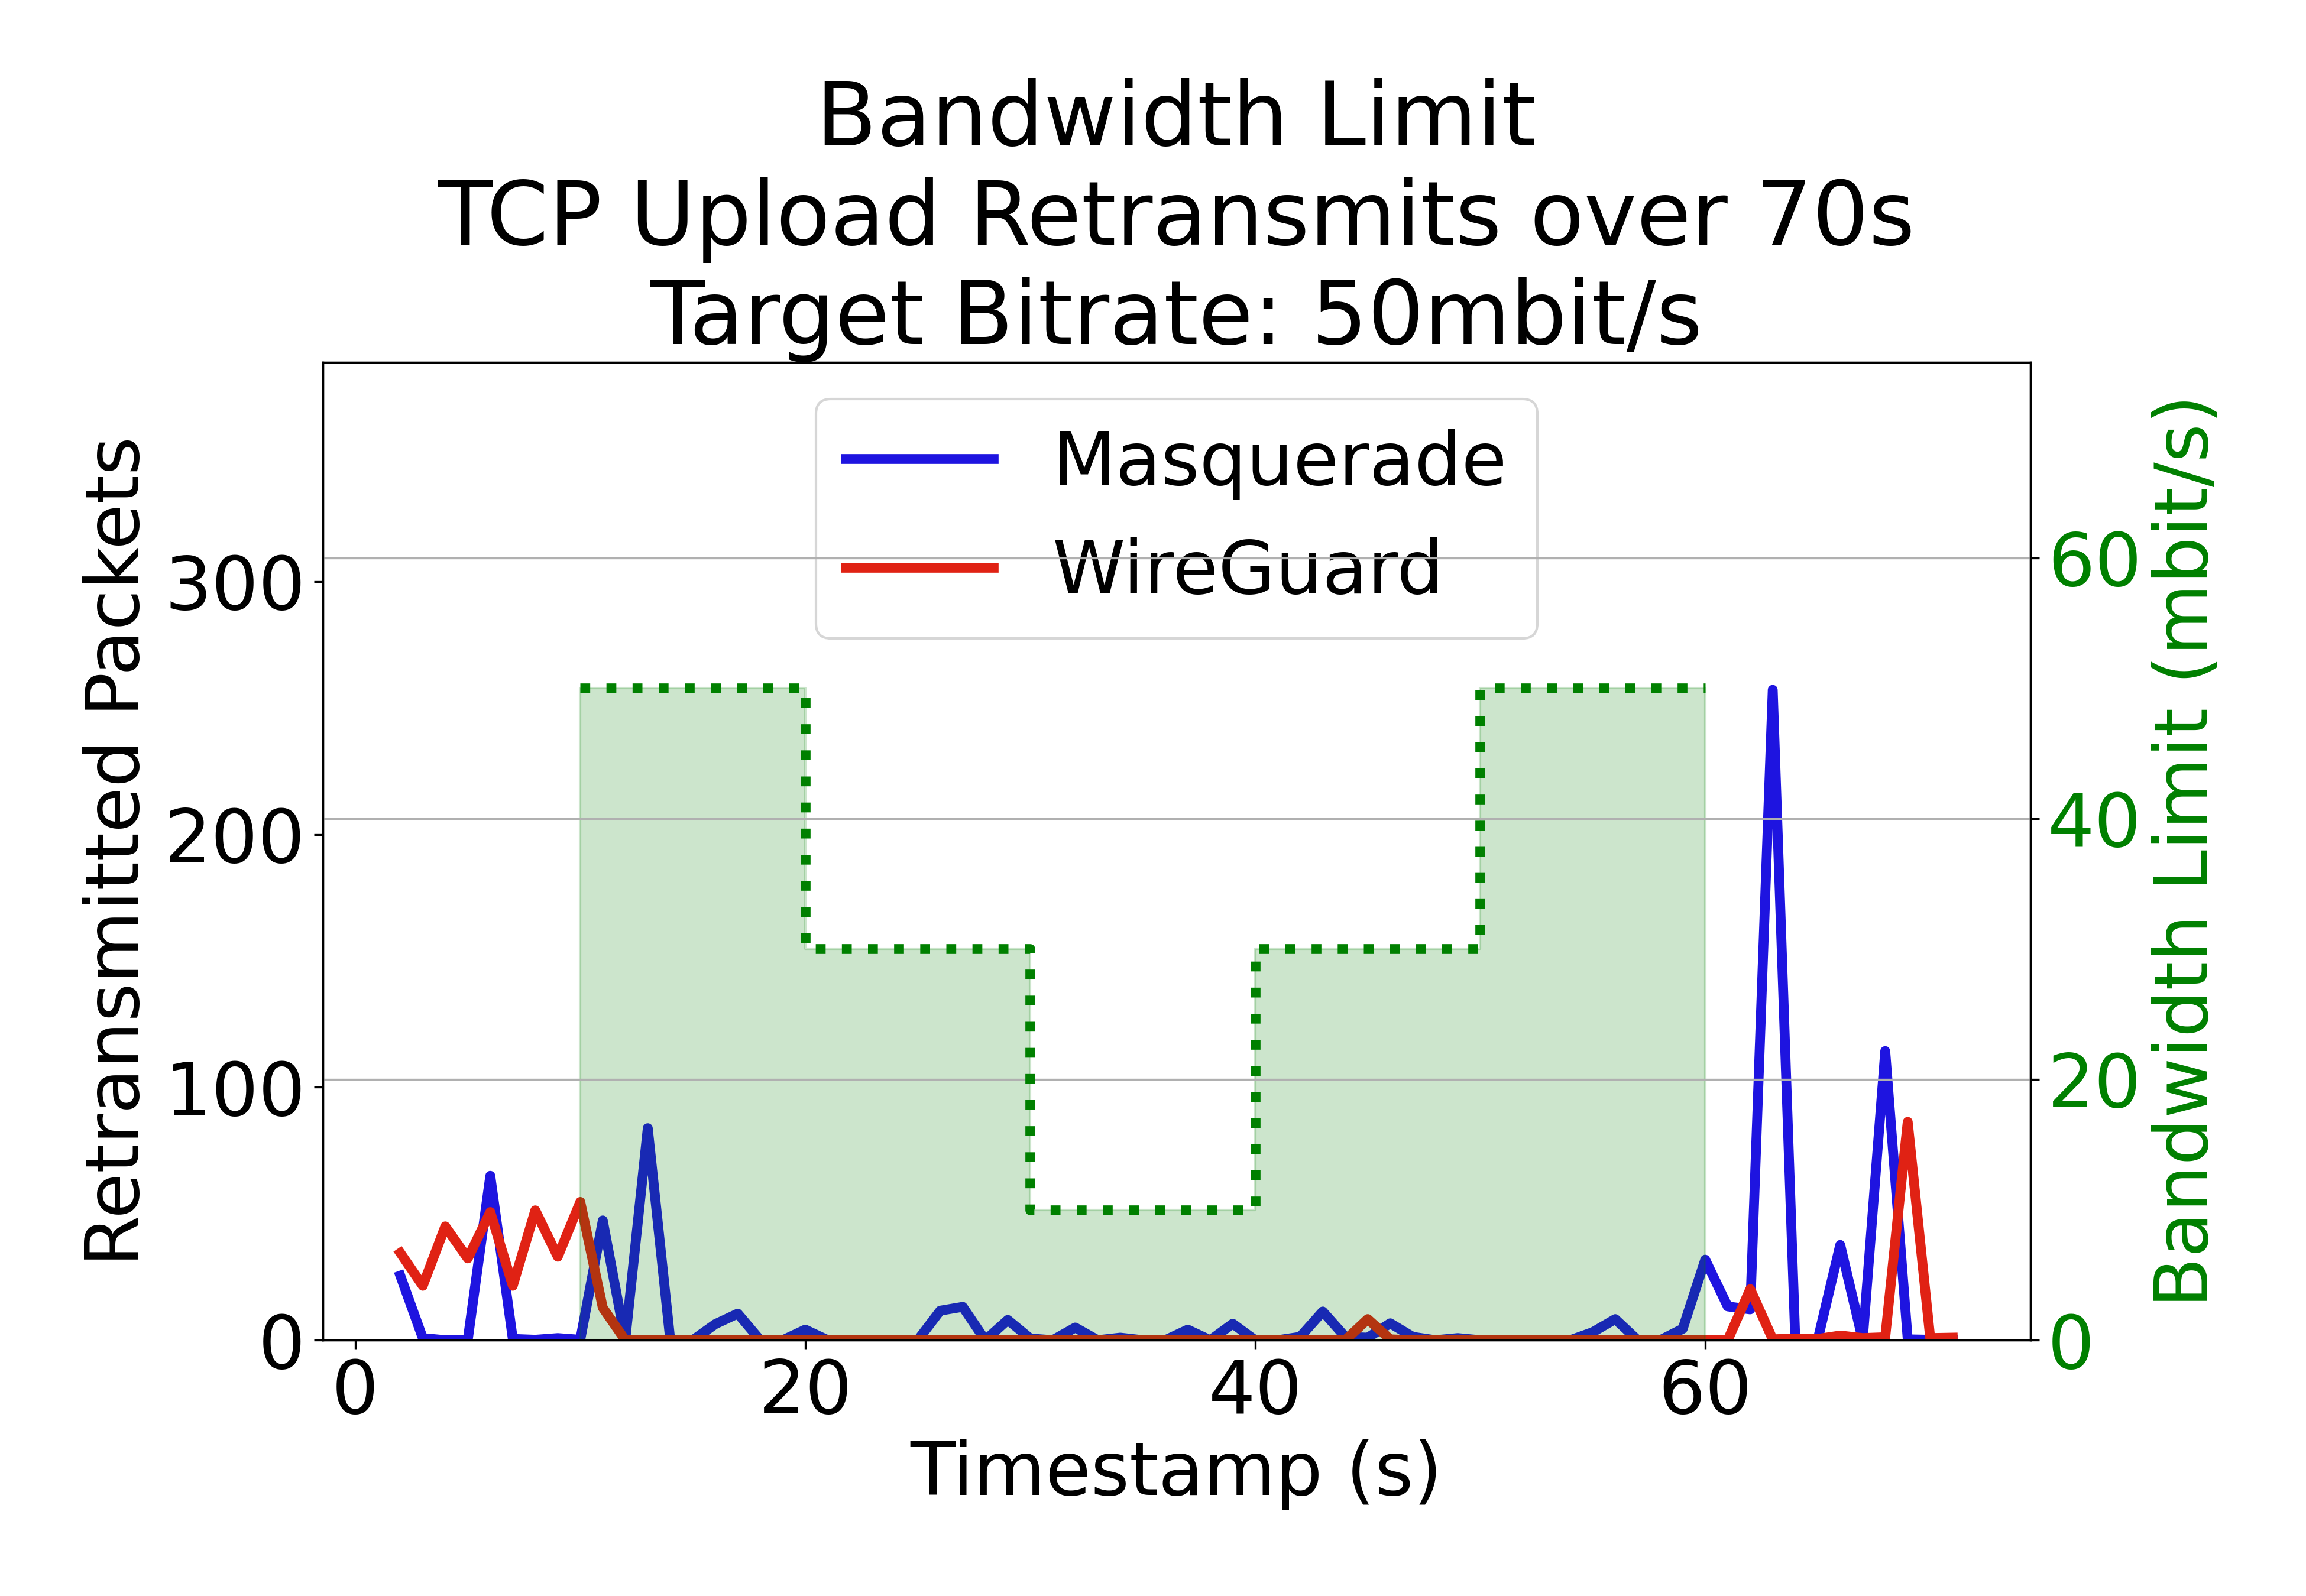 Bandwidth Limit
TCP Upload Retransmits over 70s
Target Bitrate: 50mbit/s
Masquerade
WireGuard
Retransmitted Packets
300
200
100
0
60
40
20
0
Bandwidth Limit (mbit/s)
0 20 40 60
Timestamp (s)